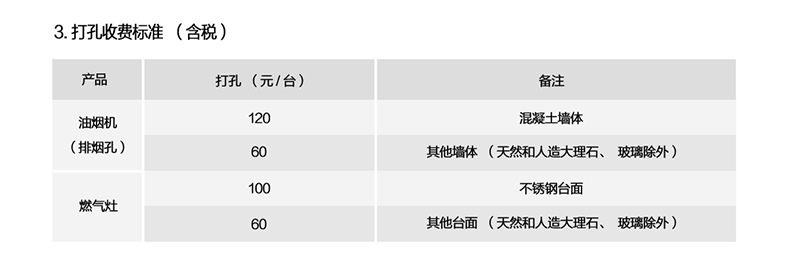 3. 打孔收费标准 （含税）
产品 打孔 （元 / 台） 备注
油烟机
（排烟孔）
120 混凝土墙体
60 其他墙体 （天然和人造大理石、 玻璃除外）
燃气灶
100 不锈钢台面
60 其他台面 （天然和人造大理石、 玻璃除外）